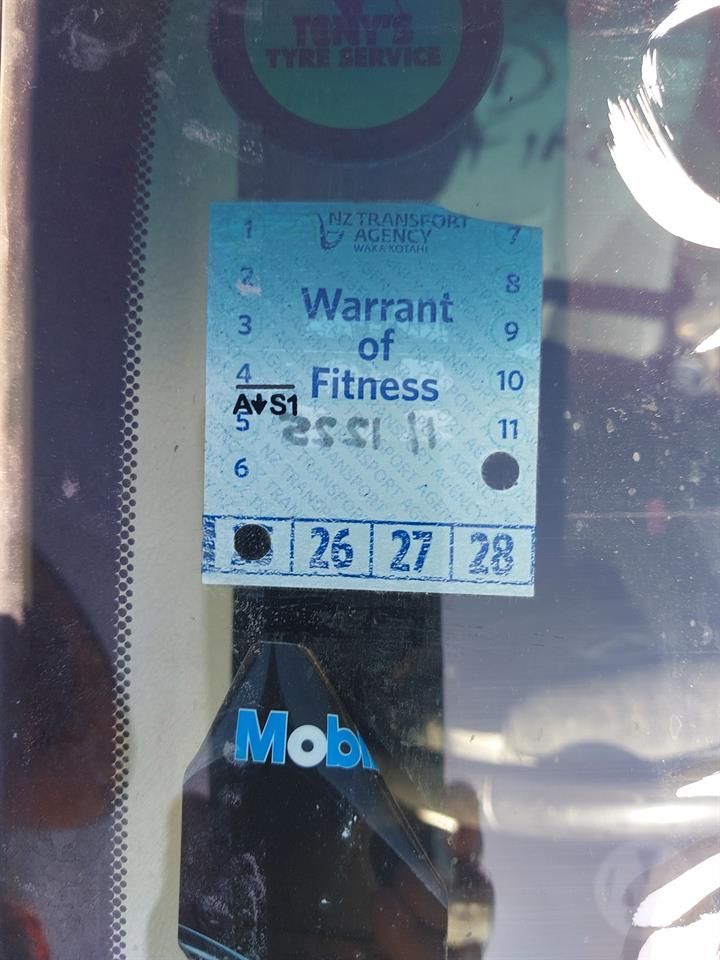 TONY'S
TYRE SERVICE
NZ TRANSPORT
AGENCY
WAKA KOTAHI
1
7
2
8
Warrant
3
9
of
4
10
Fitness
A↓S1
5
11
6
26 27 28
Mobi